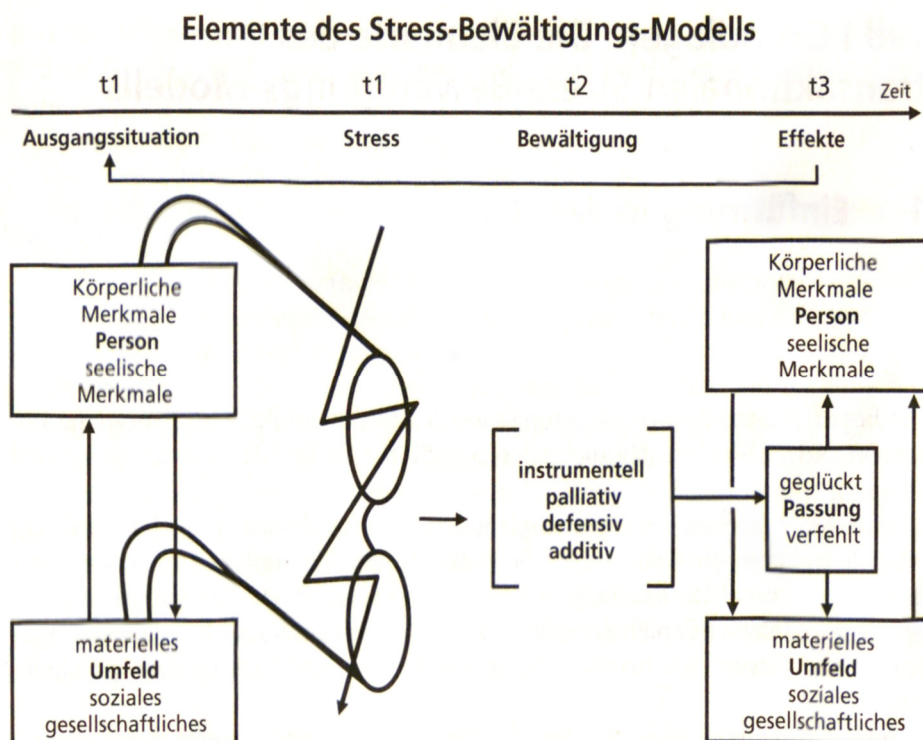 Elemente des Stress-Bewältigungs-Modells
t1 t1 t2 t3 Zeit
Ausgangssituation Stress Bewältigung Effekte
Körperliche
Merkmale
Person
seelische
Merkmale
materielles
Umfeld
soziales
gesellschaftliches
instrumentell
palliativ
defensiv
additiv
geglückt
Passung
verfehlt
Körperliche
Merkmale
Person
seelische
Merkmale
materielles
Umfeld
soziales
gesellschaftliches